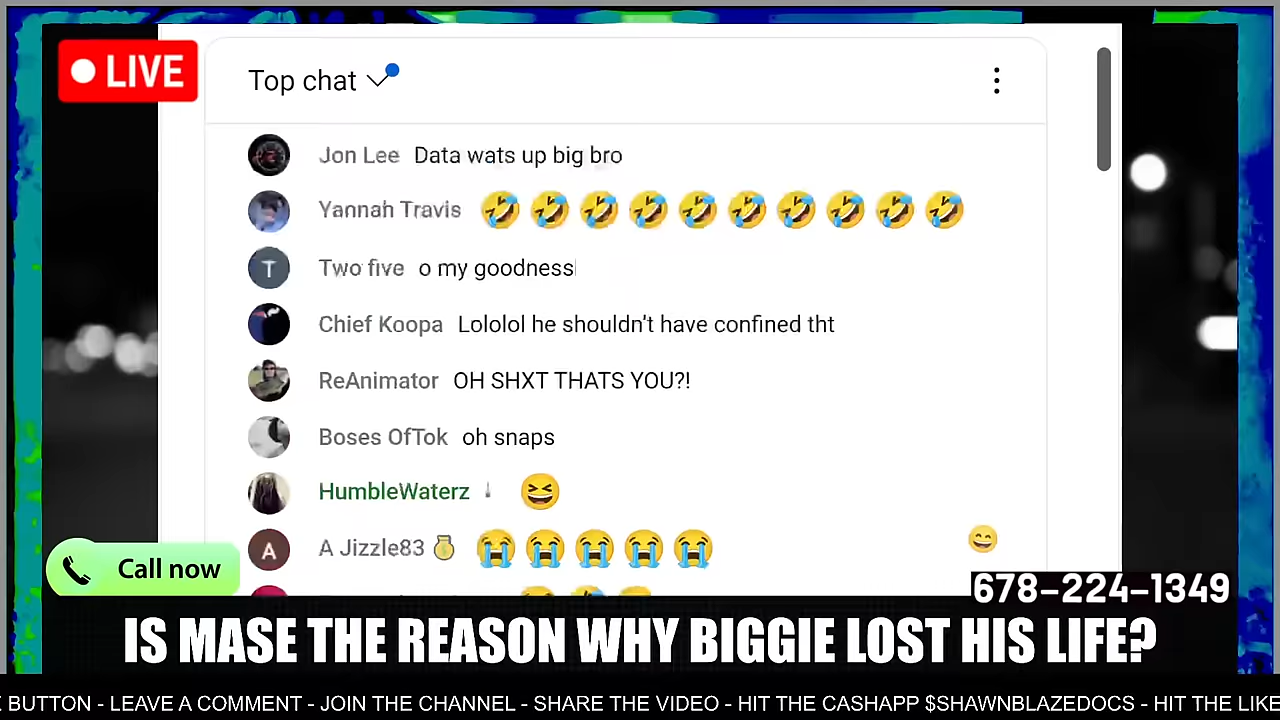 LIVE
Top chat
Jon Lee Data wats up big bro
Yannah Travis 🤣🤣🤣🤣🤣🤣🤣🤣🤣🤣
T Two five o my goodness
Chief Koopa Lololol he shouldn't have confined tht
ReAnimator OH SHXT THATS YOU?!
Boses OfTok oh snaps
HumbleWaterz 😆
A A Jizzle83 😭😭😭😭😭
Call now
678-224-1349
IS MASE THE REASON WHY BIGGIE LOST HIS LIFE?
BUTTON - LEAVE A COMMENT - JOIN THE CHANNEL - SHARE THE VIDEO - HIT THE CASHAPP $SHAWNBLAZEDOCS - HIT THE LIKE